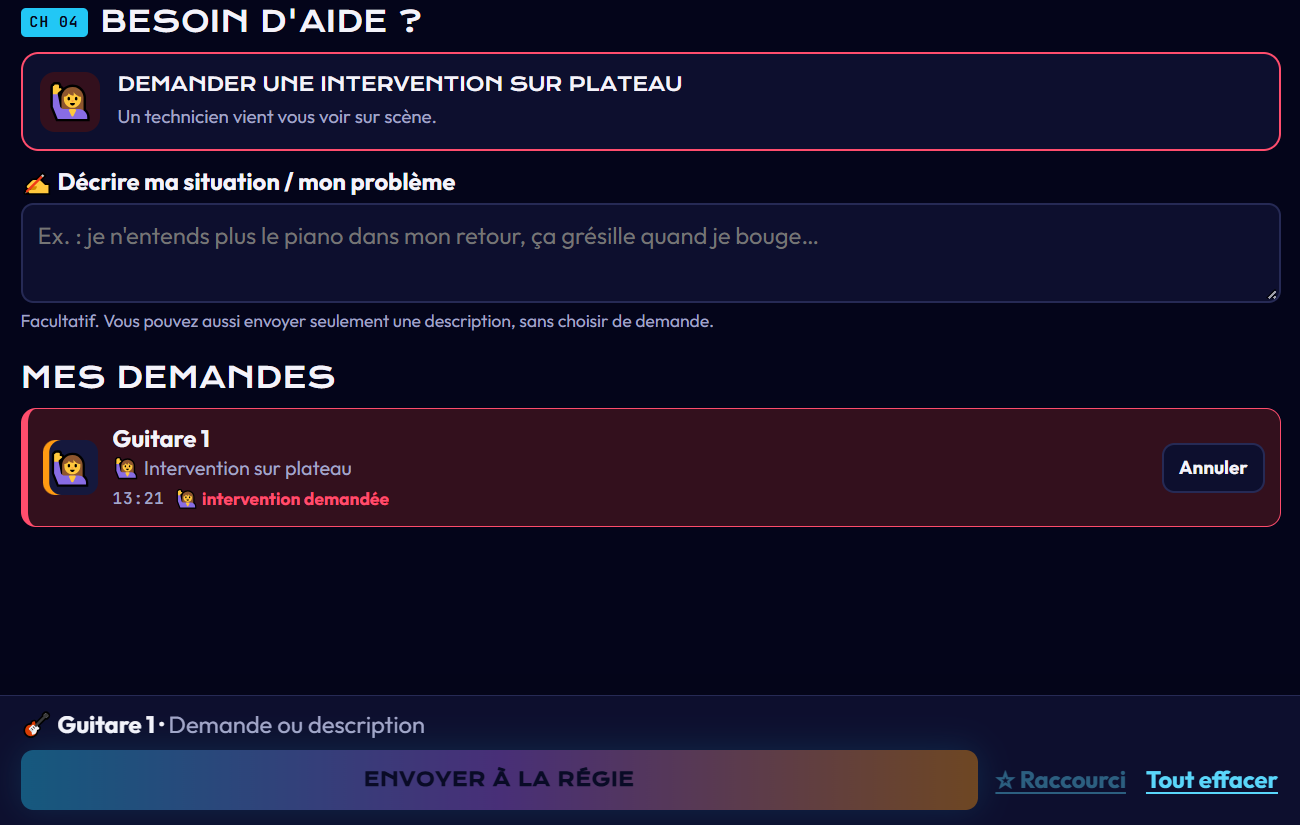 CH 04 BESOIN D'AIDE ?
DEMANDER UNE INTERVENTION SUR PLATEAU
Un technicien vient vous voir sur scène.
Décrire ma situation / mon problème
Ex. : je n'entends plus le piano dans mon retour, ça grésille quand je bouge...
Facultatif. Vous pouvez aussi envoyer seulement une description, sans choisir de demande.
MES DEMANDES
Guitare 1
Intervention sur plateau
13:21 intervention demandée
Annuler
Guitare 1 · Demande ou description
ENVOYER À LA RÉGIE
☆ Raccourci
Tout effacer